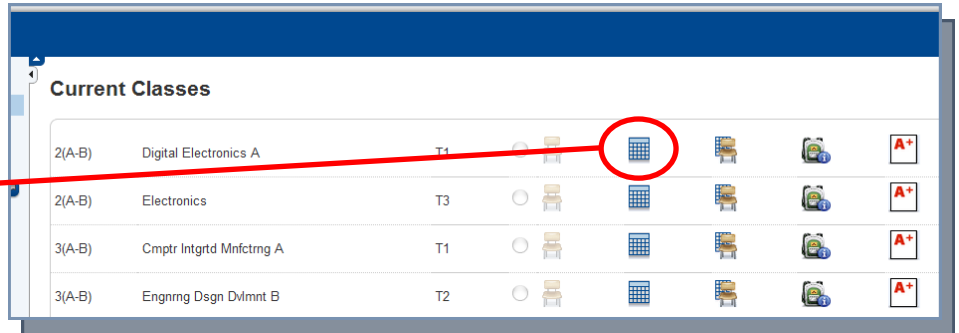 Current Classes
2(A-B) Digital Electronics A T1 A+
2(A-B) Electronics T3 A+
3(A-B) Cmptr Intgrtd Mnfctrng A T1 A+
3(A-B) Engnrng Dsgn Dvlmnt B T2 A+